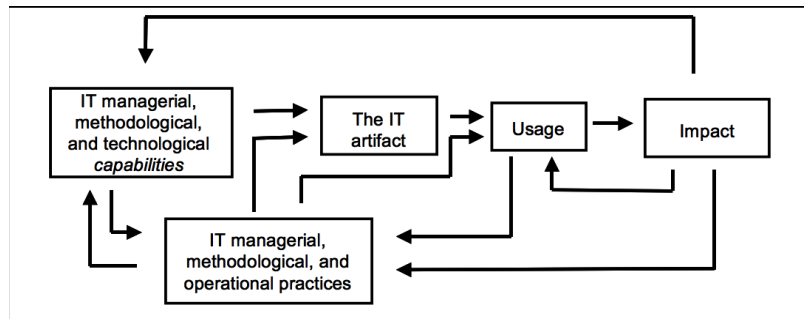 IT managerial,
methodological,
and technological
capabilities
The IT
artifact
Usage
Impact
IT managerial,
methodological, and
operational practices